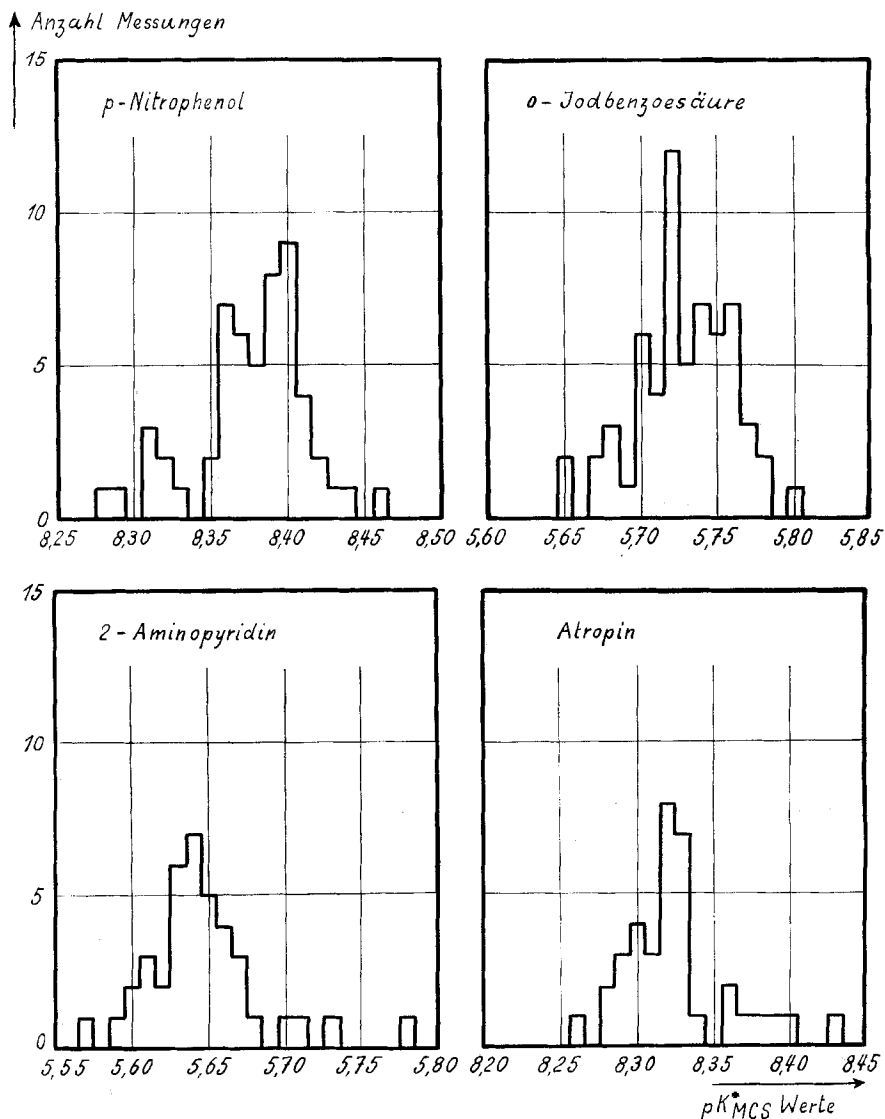 Anzahl Messungen
15
p-Nitrophenol
o-Jodbenzoesäure
10
5
0
8,25 8,30 8,35 8,40 8,45 8,50
5,60 5,65 5,70 5,75 5,80 5,85
15
2-Aminopyridin
Atropin
10
5
0
5,55 5,60 5,65 5,70 5,75 5,80
8,20 8,25 8,30 8,35 8,40 8,45
pK*MCS Werte